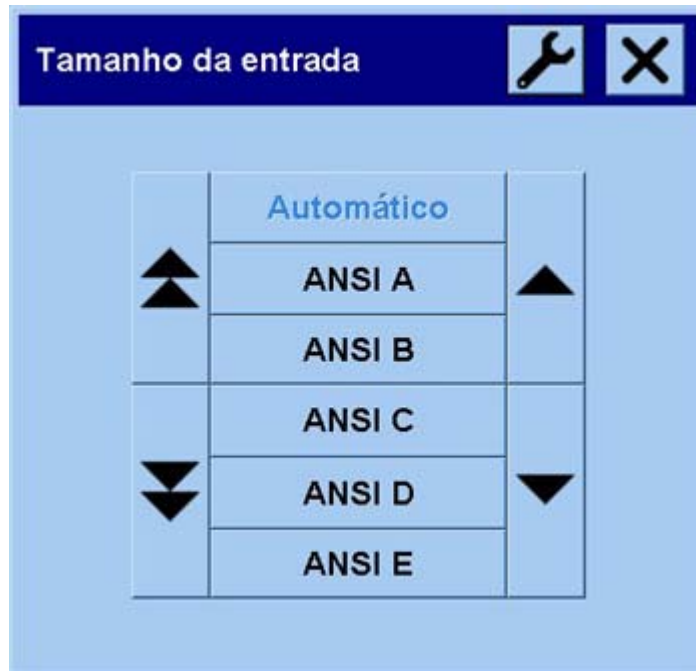 Tamanho da entrada
Automático
ANSI A
ANSI B
ANSI C
ANSI D
ANSI E